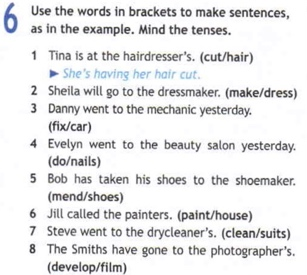 6 Use the words in brackets to make sentences,
as in the example. Mind the tenses.
1 Tina is at the hairdresser's. (cut/hair)
▶ She's having her hair cut.
2 Sheila will go to the dressmaker. (make/dress)
3 Danny went to the mechanic yesterday.
(fix/car)
4 Evelyn went to the beauty salon yesterday.
(do/nails)
5 Bob has taken his shoes to the shoemaker.
(mend/shoes)
6 Jill called the painters. (paint/house)
7 Steve went to the drycleaner's. (clean/suits)
8 The Smiths have gone to the photographer's.
(develop/film)